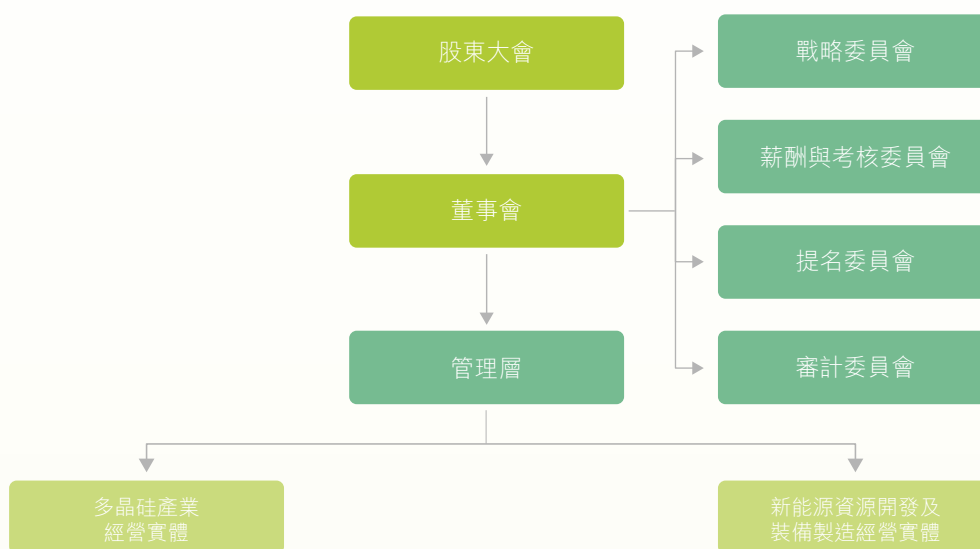 股東大會
戰略委員會
薪酬與考核委員會
董事會
提名委員會
管理層
審計委員會
多晶硅產業
經營實體
新能源資源開發及
裝備製造經營實體